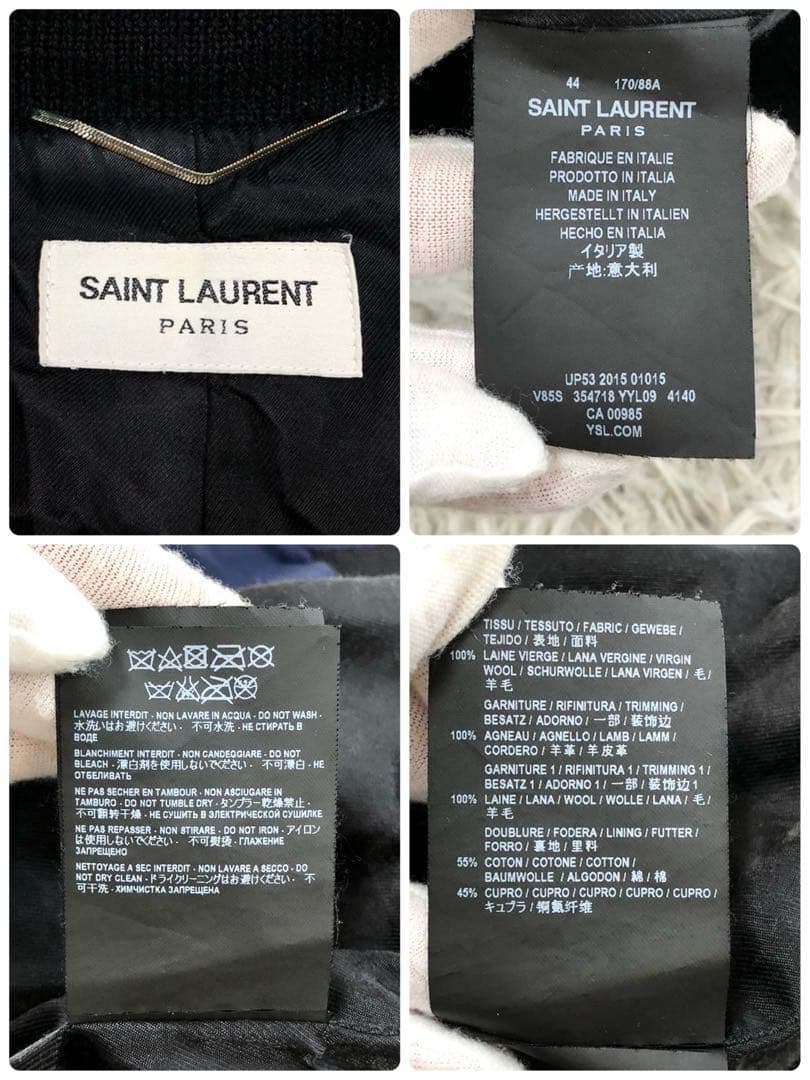 SAINT LAURENT
PARIS
44 170/88A
SAINT LAURENT
PARIS
FABRIQUE EN ITALIE
PRODOTTO IN ITALIA
MADE IN ITALY
HERGESTELLT IN ITALIEN
HECHO EN ITALIA
イタリア製
产地:意大利
UP53 2015 01015
V85S 354718 YYL09 4140
CA 00985
YSL.COM
LAVAGE INTERDIT - NON LAVARE IN ACQUA - DO NOT WASH -
水洗いはお避けください - 不可水洗 - НЕ СТИРАТЬ В
ВОДЕ
BLANCHIMENT INTERDIT - NON CANDEGGIARE - DO NOT
BLEACH - 漂白剤を使用しないでください - 不可漂白 - НЕ
ОТБЕЛИВАТЬ
NE PAS SECHER EN TAMBOUR - NON ASCIUGARE IN
TAMBURO - DO NOT TUMBLE DRY - タンブラー乾燥禁止 -
不可翻转干燥 - НЕ СУШИТЬ В ЭЛЕКТРИЧЕСКОЙ СУШИЛКЕ
NE PAS REPASSER - NON STIRARE - DO NOT IRON - アイロン
は使用しないでください - 不可熨烫 - ГЛАЖЕНИЕ
ЗАПРЕЩЕНО
NETTOYAGE A SEC INTERDIT - NON LAVARE A SECCO - DO
NOT DRY CLEAN - ドライクリーニングはお避けください - 不
可干洗 - ХИМЧИСТКА ЗАПРЕЩЕНА
TISSU / TESSUTO / FABRIC / GEWEBE /
TEJIDO / 表地 / 面料
100% LAINE VIERGE / LANA VERGINE / VIRGIN
WOOL / SCHURWOLLE / LANA VIRGEN / 毛 /
羊毛
GARNITURE / RIFINITURA / TRIMMING /
BESATZ / ADORNO / 一部 / 装饰边
100% AGNEAU / AGNELLO / LAMB / LAMM /
CORDERO / 羊革 / 羊皮革
GARNITURE 1 / RIFINITURA 1 / TRIMMING 1 /
BESATZ 1 / ADORNO 1 / 一部 / 装饰边 1
100% LAINE / LANA / WOOL / WOLLE / LANA / 毛 /
羊毛
DOUBLURE / FODERA / LINING / FUTTER /
FORRO / 裏地 / 里料
55% COTON / COTONE / COTTON /
BAUMWOLLE / ALGODON / 綿 / 棉
45% CUPRO / CUPRO / CUPRO / CUPRO / CUPRO /
キュプラ / 铜氨纤维